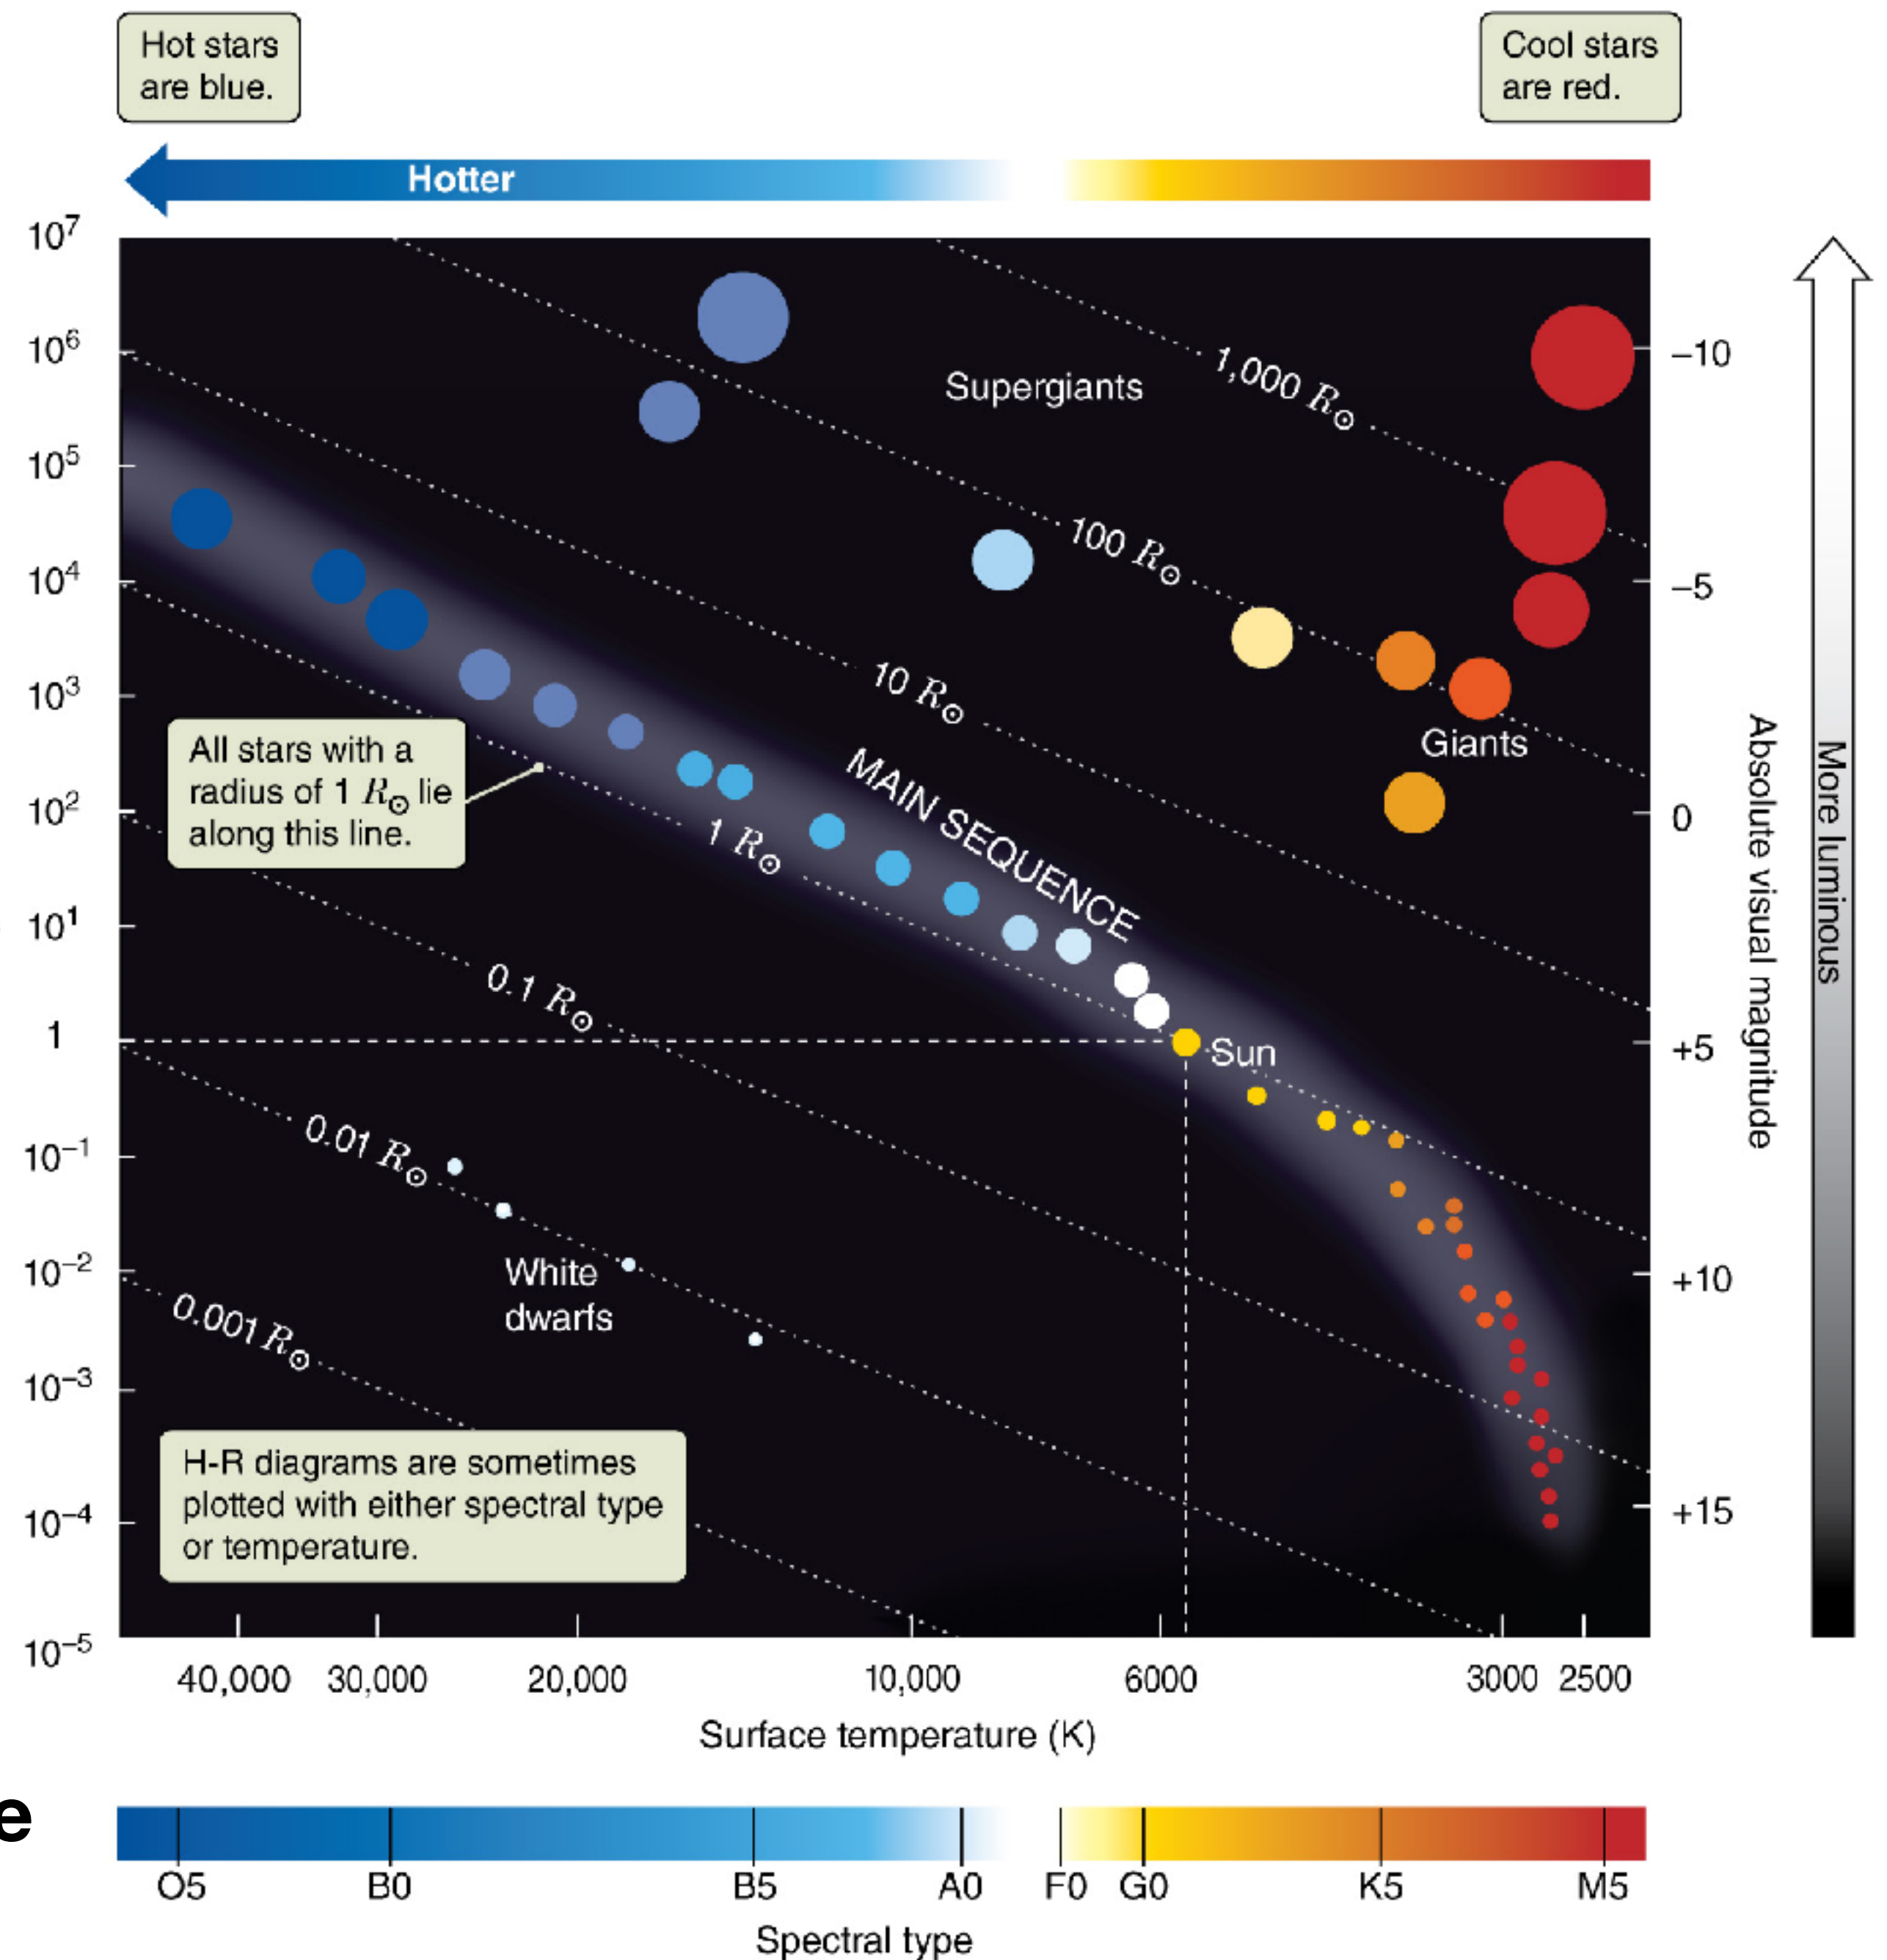 Hot stars
are blue.
Cool stars
are red.
Hotter
10⁷
10⁶
10⁵
10⁴
10³
10²
10¹
1
10⁻¹
10⁻²
10⁻³
10⁻⁴
10⁻⁵
1,000 R☉
Supergiants
100 R☉
10 R☉
Giants
MAIN SEQUENCE
All stars with a
radius of 1 R☉ lie
along this line.
1 R☉
0.1 R☉
Sun
0.01 R☉
White
dwarfs
0.001 R☉
H-R diagrams are sometimes
plotted with either spectral type
or temperature.
–10
–5
0
+5
+10
+15
Absolute visual magnitude
More luminous
40,000 30,000 20,000 10,000 6000 3000 2500
Surface temperature (K)
e
O5 B0 B5 A0 F0 G0 K5 M5
Spectral type